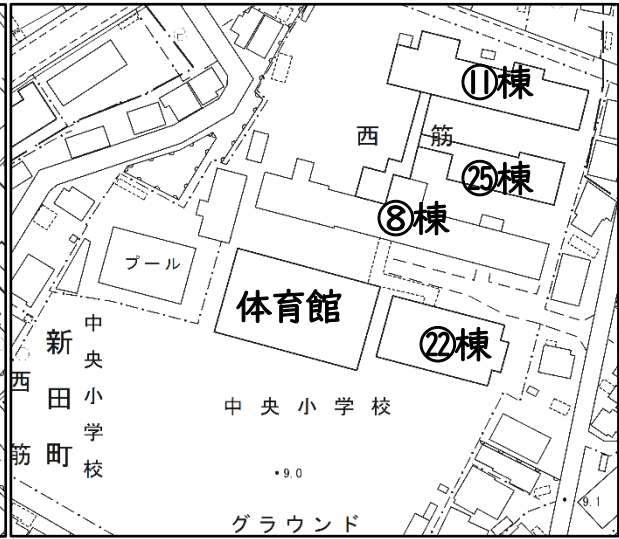 ⑪棟
西 筋
㉕棟
⑧棟
プール
体育館
㉒棟
新田町
中央小学校
西筋
中央小学校
・9.0
・9.1
グラウンド